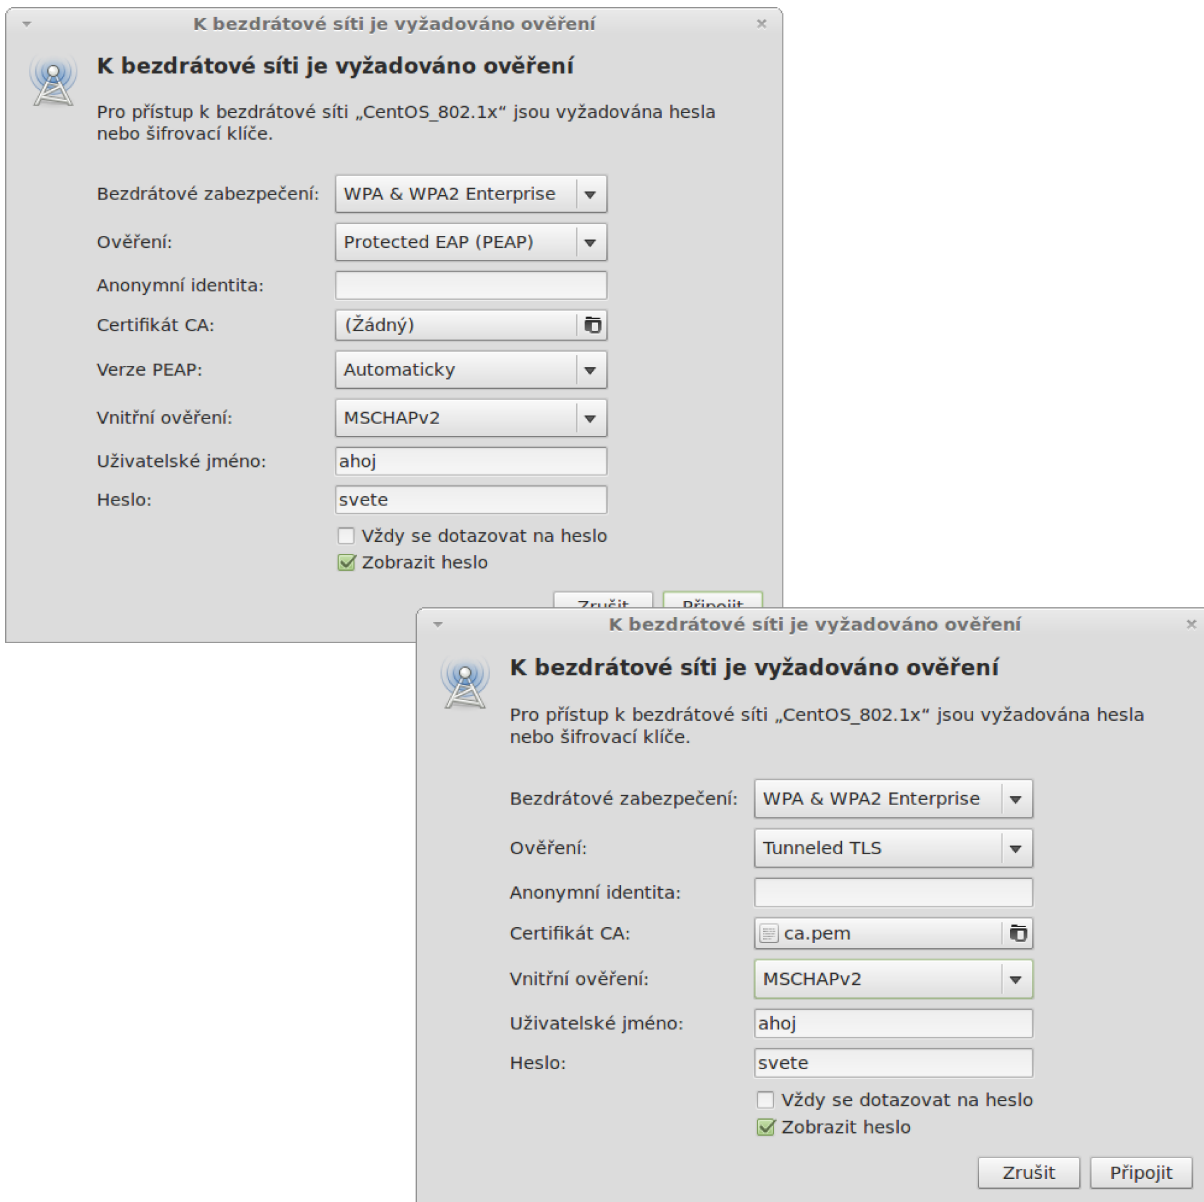 K bezdrátové síti je vyžadováno ověření
K bezdrátové síti je vyžadováno ověření
Pro přístup k bezdrátové síti „CentOS_802.1x“ jsou vyžadována hesla
nebo šifrovací klíče.
Bezdrátové zabezpečení: WPA & WPA2 Enterprise
Ověření: Protected EAP (PEAP)
Anonymní identita:
Certifikát CA: (Žádný)
Verze PEAP: Automaticky
Vnitřní ověření: MSCHAPv2
Uživatelské jméno: ahoj
Heslo: svete
Vždy se dotazovat na heslo
Zobrazit heslo
Zrušit Připojit
K bezdrátové síti je vyžadováno ověření
K bezdrátové síti je vyžadováno ověření
Pro přístup k bezdrátové síti „CentOS_802.1x“ jsou vyžadována hesla
nebo šifrovací klíče.
Bezdrátové zabezpečení: WPA & WPA2 Enterprise
Ověření: Tunneled TLS
Anonymní identita:
Certifikát CA: ca.pem
Vnitřní ověření: MSCHAPv2
Uživatelské jméno: ahoj
Heslo: svete
Vždy se dotazovat na heslo
Zobrazit heslo
Zrušit Připojit